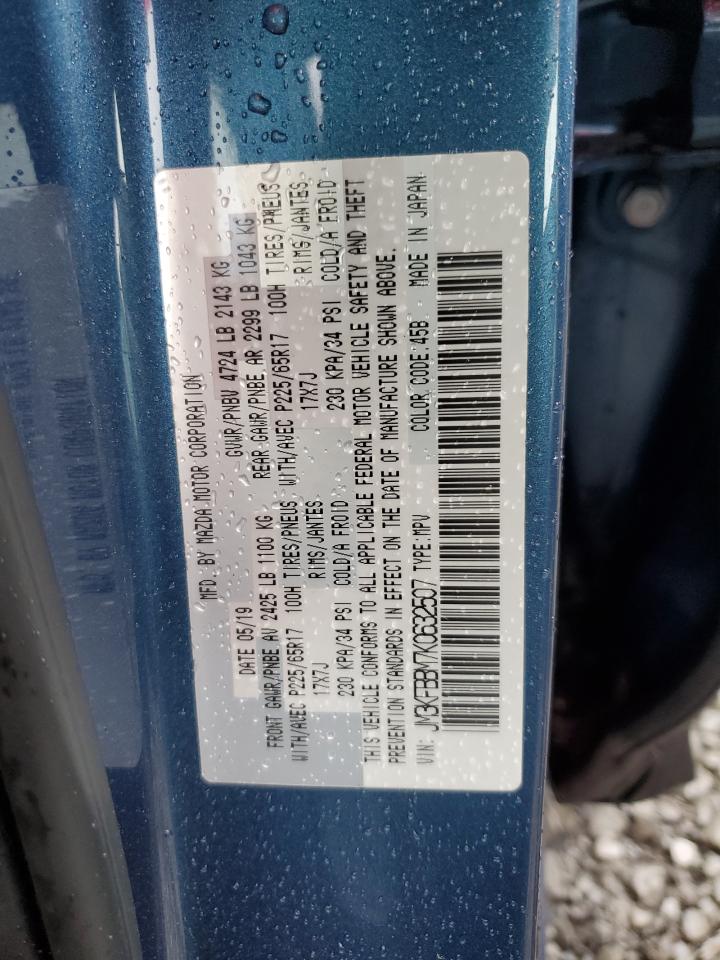 MFD. BY MAZDA MOTOR CORPORATION
DATE 05/19 GVWR/PNBV 4724 LB 2143 KG
FRONT GAWR/PNBE AV 2425 LB 1100 KG REAR GAWR/PNBE AR 2299 LB 1043 KG
WITH/AVEC P225/65R17 100H TIRES/PNEUS WITH/AVEC P225/65R17 100H TIRES/PNEUS
17X7J RIMS/JANTES 17X7J RIMS/JANTES
230 KPA/34 PSI COLD/A FROID 230 KPA/34 PSI COLD/A FROID
THIS VEHICLE CONFORMS TO ALL APPLICABLE FEDERAL MOTOR VEHICLE SAFETY AND THEFT
PREVENTION STANDARDS IN EFFECT ON THE DATE OF MANUFACTURE SHOWN ABOVE.
VIN: JM3KFBBM7K0632507 TYPE:MPV COLOR CODE:45B MADE IN JAPAN